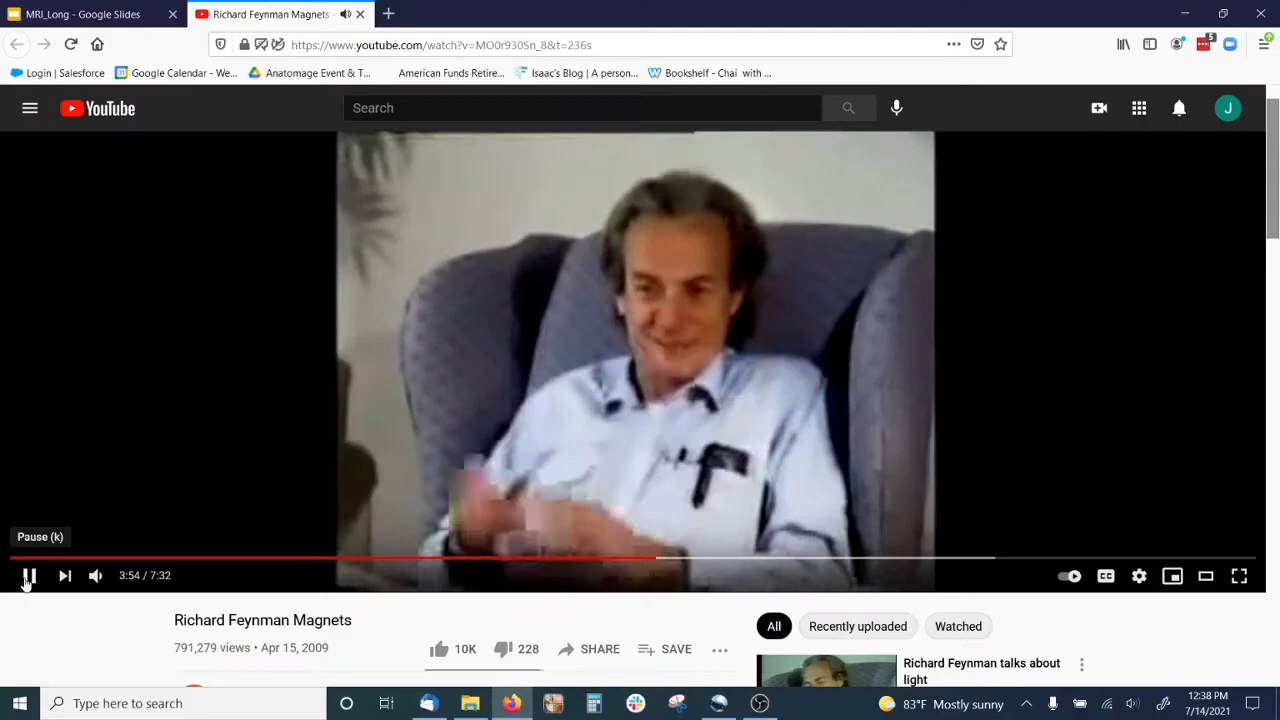 MRI_Long - Google Slides
Richard Feynman Magnets -
https://www.youtube.com/watch?v=MO0r930Sn_8&t=236s
5
Login | Salesforce
Google Calendar - We...
Anatomage Event & T...
American Funds Retire...
Isaac's Blog | A person...
Bookshelf - Chai with ...
YouTube
Search
J
Pause (k)
3:54 / 7:32
CC
Richard Feynman Magnets
791,279 views • Apr 15, 2009
10K
228
SHARE
SAVE
All
Recently uploaded
Watched
Richard Feynman talks about
light
Type here to search
83°F Mostly sunny
12:38 PM
7/14/2021